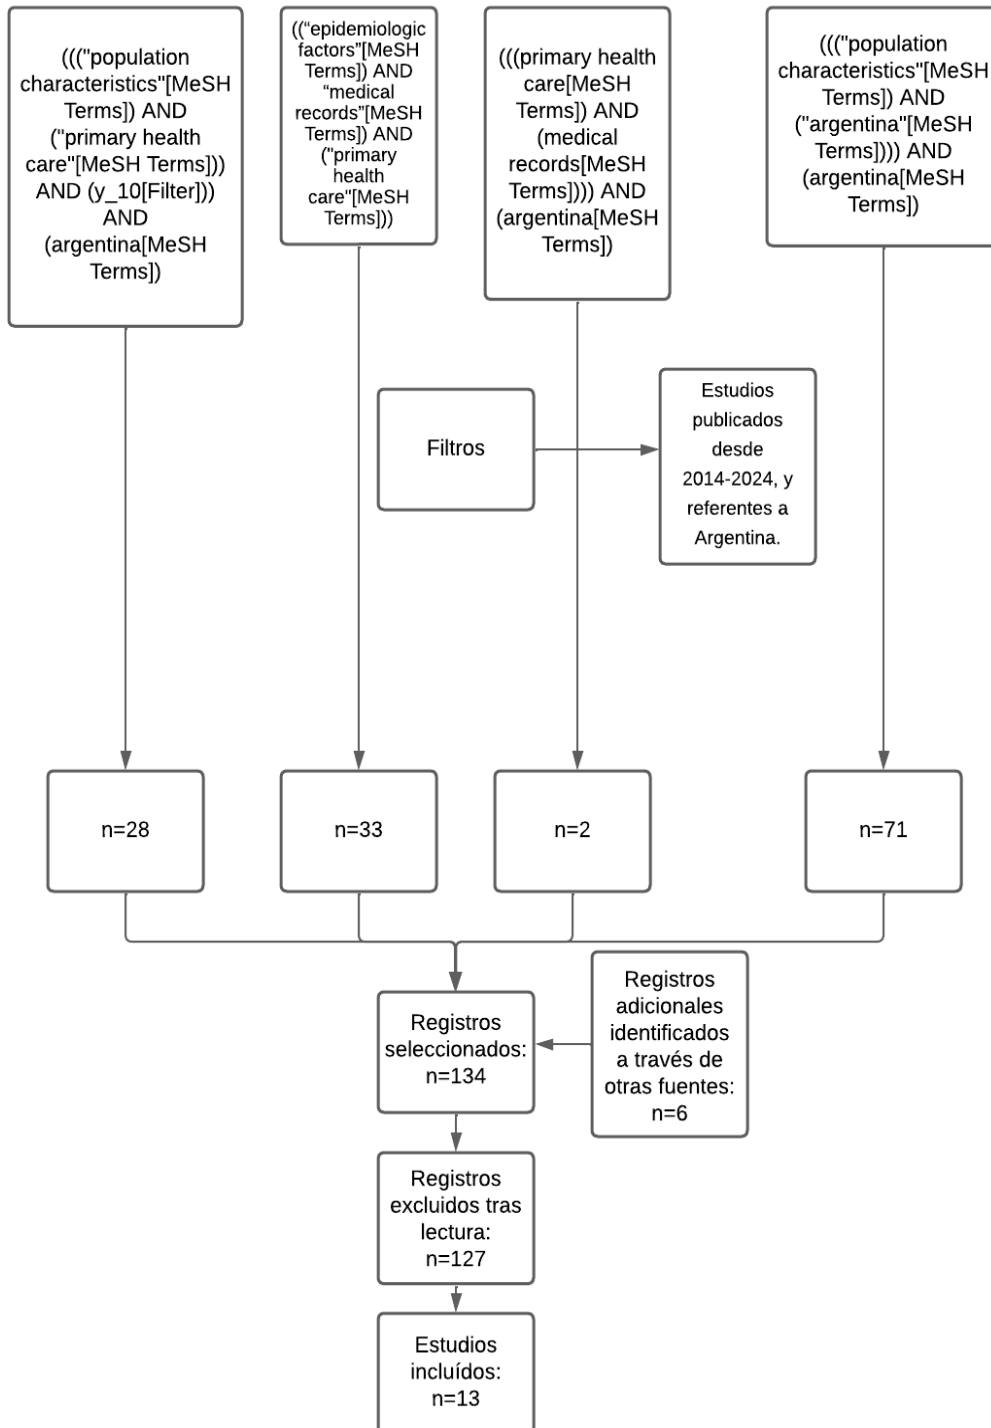 ((("population
characteristics"[MeSH
Terms]) AND
("primary health
care"[MeSH Terms]))
AND (y_10[Filter]))
AND
(argentina[MeSH
Terms])
((“epidemiologic
factors”[MeSH
Terms]) AND
“medical
records”[MeSH
Terms]) AND
("primary
health
care"[MeSH
Terms]))
(((primary health
care[MeSH
Terms]) AND
(medical
records[MeSH
Terms]))) AND
(argentina[MeSH
Terms])
((("population
characteristics"[MeSH
Terms]) AND
("argentina"[MeSH
Terms]))) AND
(argentina[MeSH
Terms])
Filtros
Estudios
publicados
desde
2014-2024, y
referentes a
Argentina.
n=28
n=33
n=2
n=71
Registros
seleccionados:
n=134
Registros
adicionales
identificados
a través de
otras fuentes:
n=6
Registros
excluidos tras
lectura:
n=127
Estudios
incluídos:
n=13